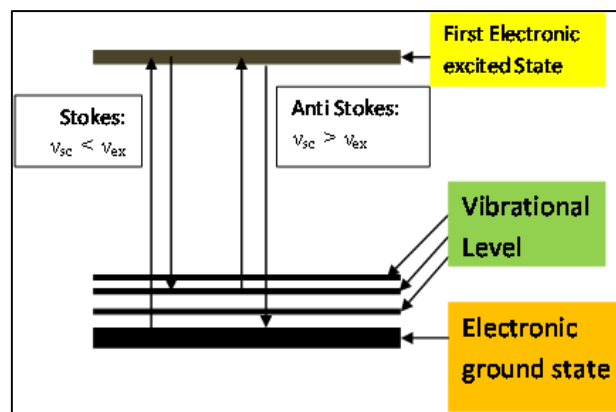 First Electronic
excited State
Stokes:
νsc < νex
Anti Stokes:
νsc > νex
Vibrational
Level
Electronic
ground state